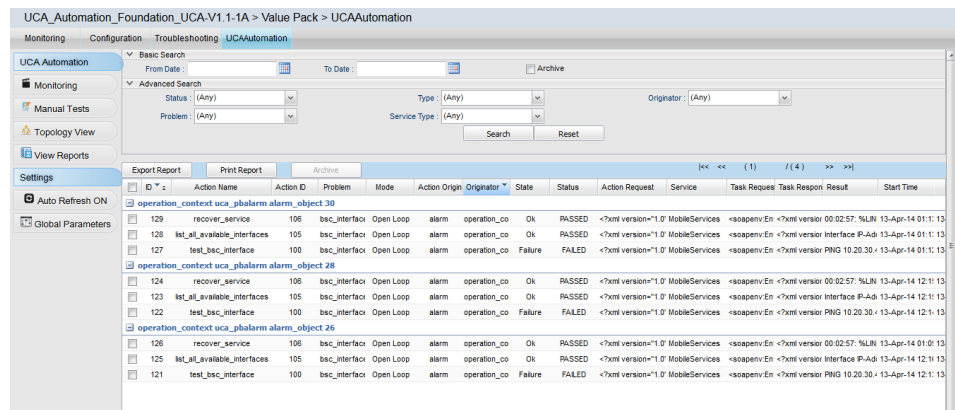 UCA_Automation_Foundation_UCA-V1.1-1A > Value Pack > UCAAutomation
Monitoring Configuration Troubleshooting UCAAutomation
UCA Automation
Monitoring
Manual Tests
Topology View
View Reports
Settings
Auto Refresh ON
Global Parameters
Basic Search
From Date : To Date : Archive
Advanced Search
Status : (Any) Type : (Any) Originator : (Any)
Problem : (Any) Service Type : (Any)
Search Reset
Export Report Print Report Archive |<< << (1) /(4) >> >>|
ID Action Name Action ID Problem Mode Action Origin Originator State Status Action Request Service Task Reques Task Respon Result Start Time
operation_context uca_pbalarm alarm_object 30
129 recover_service 106 bsc_interface Open Loop alarm operation_co Ok PASSED <?xml version="1.0' MobileServices <soapenv:En <?xml version 00:02:57: %LIN 13-Apr-14 01:1 13
128 list_all_available_interfaces 105 bsc_interface Open Loop alarm operation_co Ok PASSED <?xml version="1.0' MobileServices <soapenv:En <?xml version Interface IP-Add 13-Apr-14 01:1 13
127 test_bsc_interface 100 bsc_interface Open Loop alarm operation_co Failure FAILED <?xml version="1.0' MobileServices <soapenv:En <?xml version PING 10.20.30.4 13-Apr-14 01:1 13
operation_context uca_pbalarm alarm_object 28
124 recover_service 106 bsc_interface Open Loop alarm operation_co Ok PASSED <?xml version="1.0' MobileServices <soapenv:En <?xml version 00:02:57: %LIN 13-Apr-14 12:1 13
123 list_all_available_interfaces 105 bsc_interface Open Loop alarm operation_co Ok PASSED <?xml version="1.0' MobileServices <soapenv:En <?xml version Interface IP-Add 13-Apr-14 12:1 13
122 test_bsc_interface 100 bsc_interface Open Loop alarm operation_co Failure FAILED <?xml version="1.0' MobileServices <soapenv:En <?xml version PING 10.20.30.4 13-Apr-14 12:1 13
operation_context uca_pbalarm alarm_object 26
126 recover_service 106 bsc_interface Open Loop alarm operation_co Ok PASSED <?xml version="1.0' MobileServices <soapenv:En <?xml version 00:02:57: %LIN 13-Apr-14 01:0 13
125 list_all_available_interfaces 105 bsc_interface Open Loop alarm operation_co Ok PASSED <?xml version="1.0' MobileServices <soapenv:En <?xml version Interface IP-Add 13-Apr-14 12:1 13
121 test_bsc_interface 100 bsc_interface Open Loop alarm operation_co Failure FAILED <?xml version="1.0' MobileServices <soapenv:En <?xml version PING 10.20.30.4 13-Apr-14 12:1 13